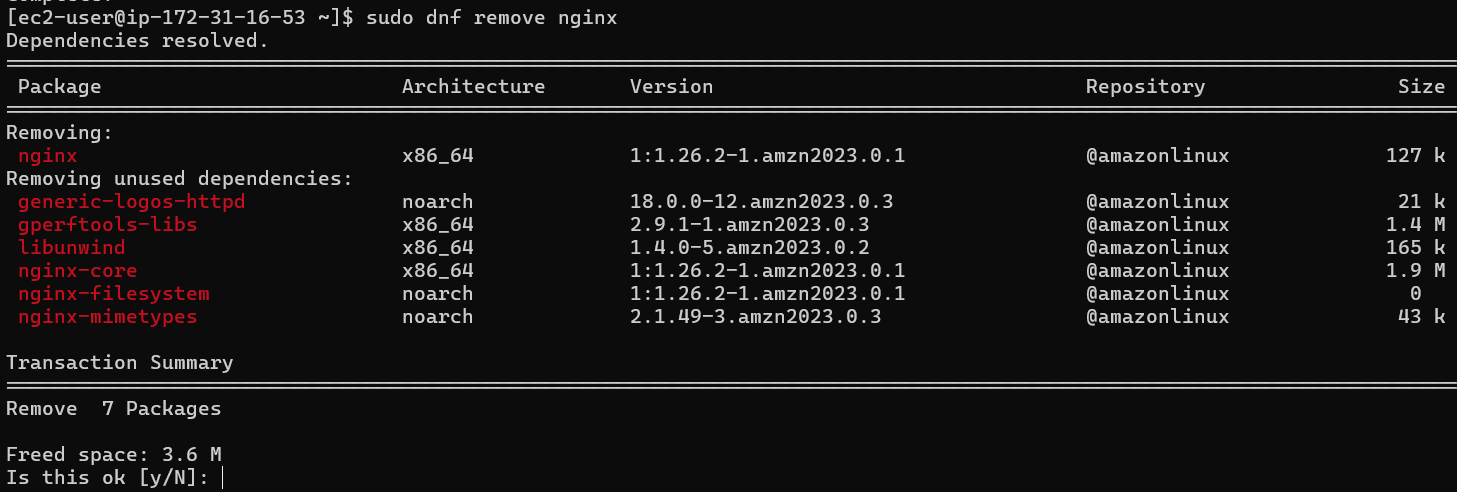 [ec2-user@ip-172-31-16-53 ~]$ sudo dnf remove nginx
Dependencies resolved.
Package Architecture Version Repository Size
Removing:
nginx x86_64 1:1.26.2-1.amzn2023.0.1 @amazonlinux 127 k
Removing unused dependencies:
generic-logos-httpd noarch 18.0.0-12.amzn2023.0.3 @amazonlinux 21 k
gperftools-libs x86_64 2.9.1-1.amzn2023.0.3 @amazonlinux 1.4 M
libunwind x86_64 1.4.0-5.amzn2023.0.2 @amazonlinux 165 k
nginx-core x86_64 1:1.26.2-1.amzn2023.0.1 @amazonlinux 1.9 M
nginx-filesystem noarch 1:1.26.2-1.amzn2023.0.1 @amazonlinux 0
nginx-mimetypes noarch 2.1.49-3.amzn2023.0.3 @amazonlinux 43 k
Transaction Summary
Remove 7 Packages
Freed space: 3.6 M
Is this ok [y/N]: